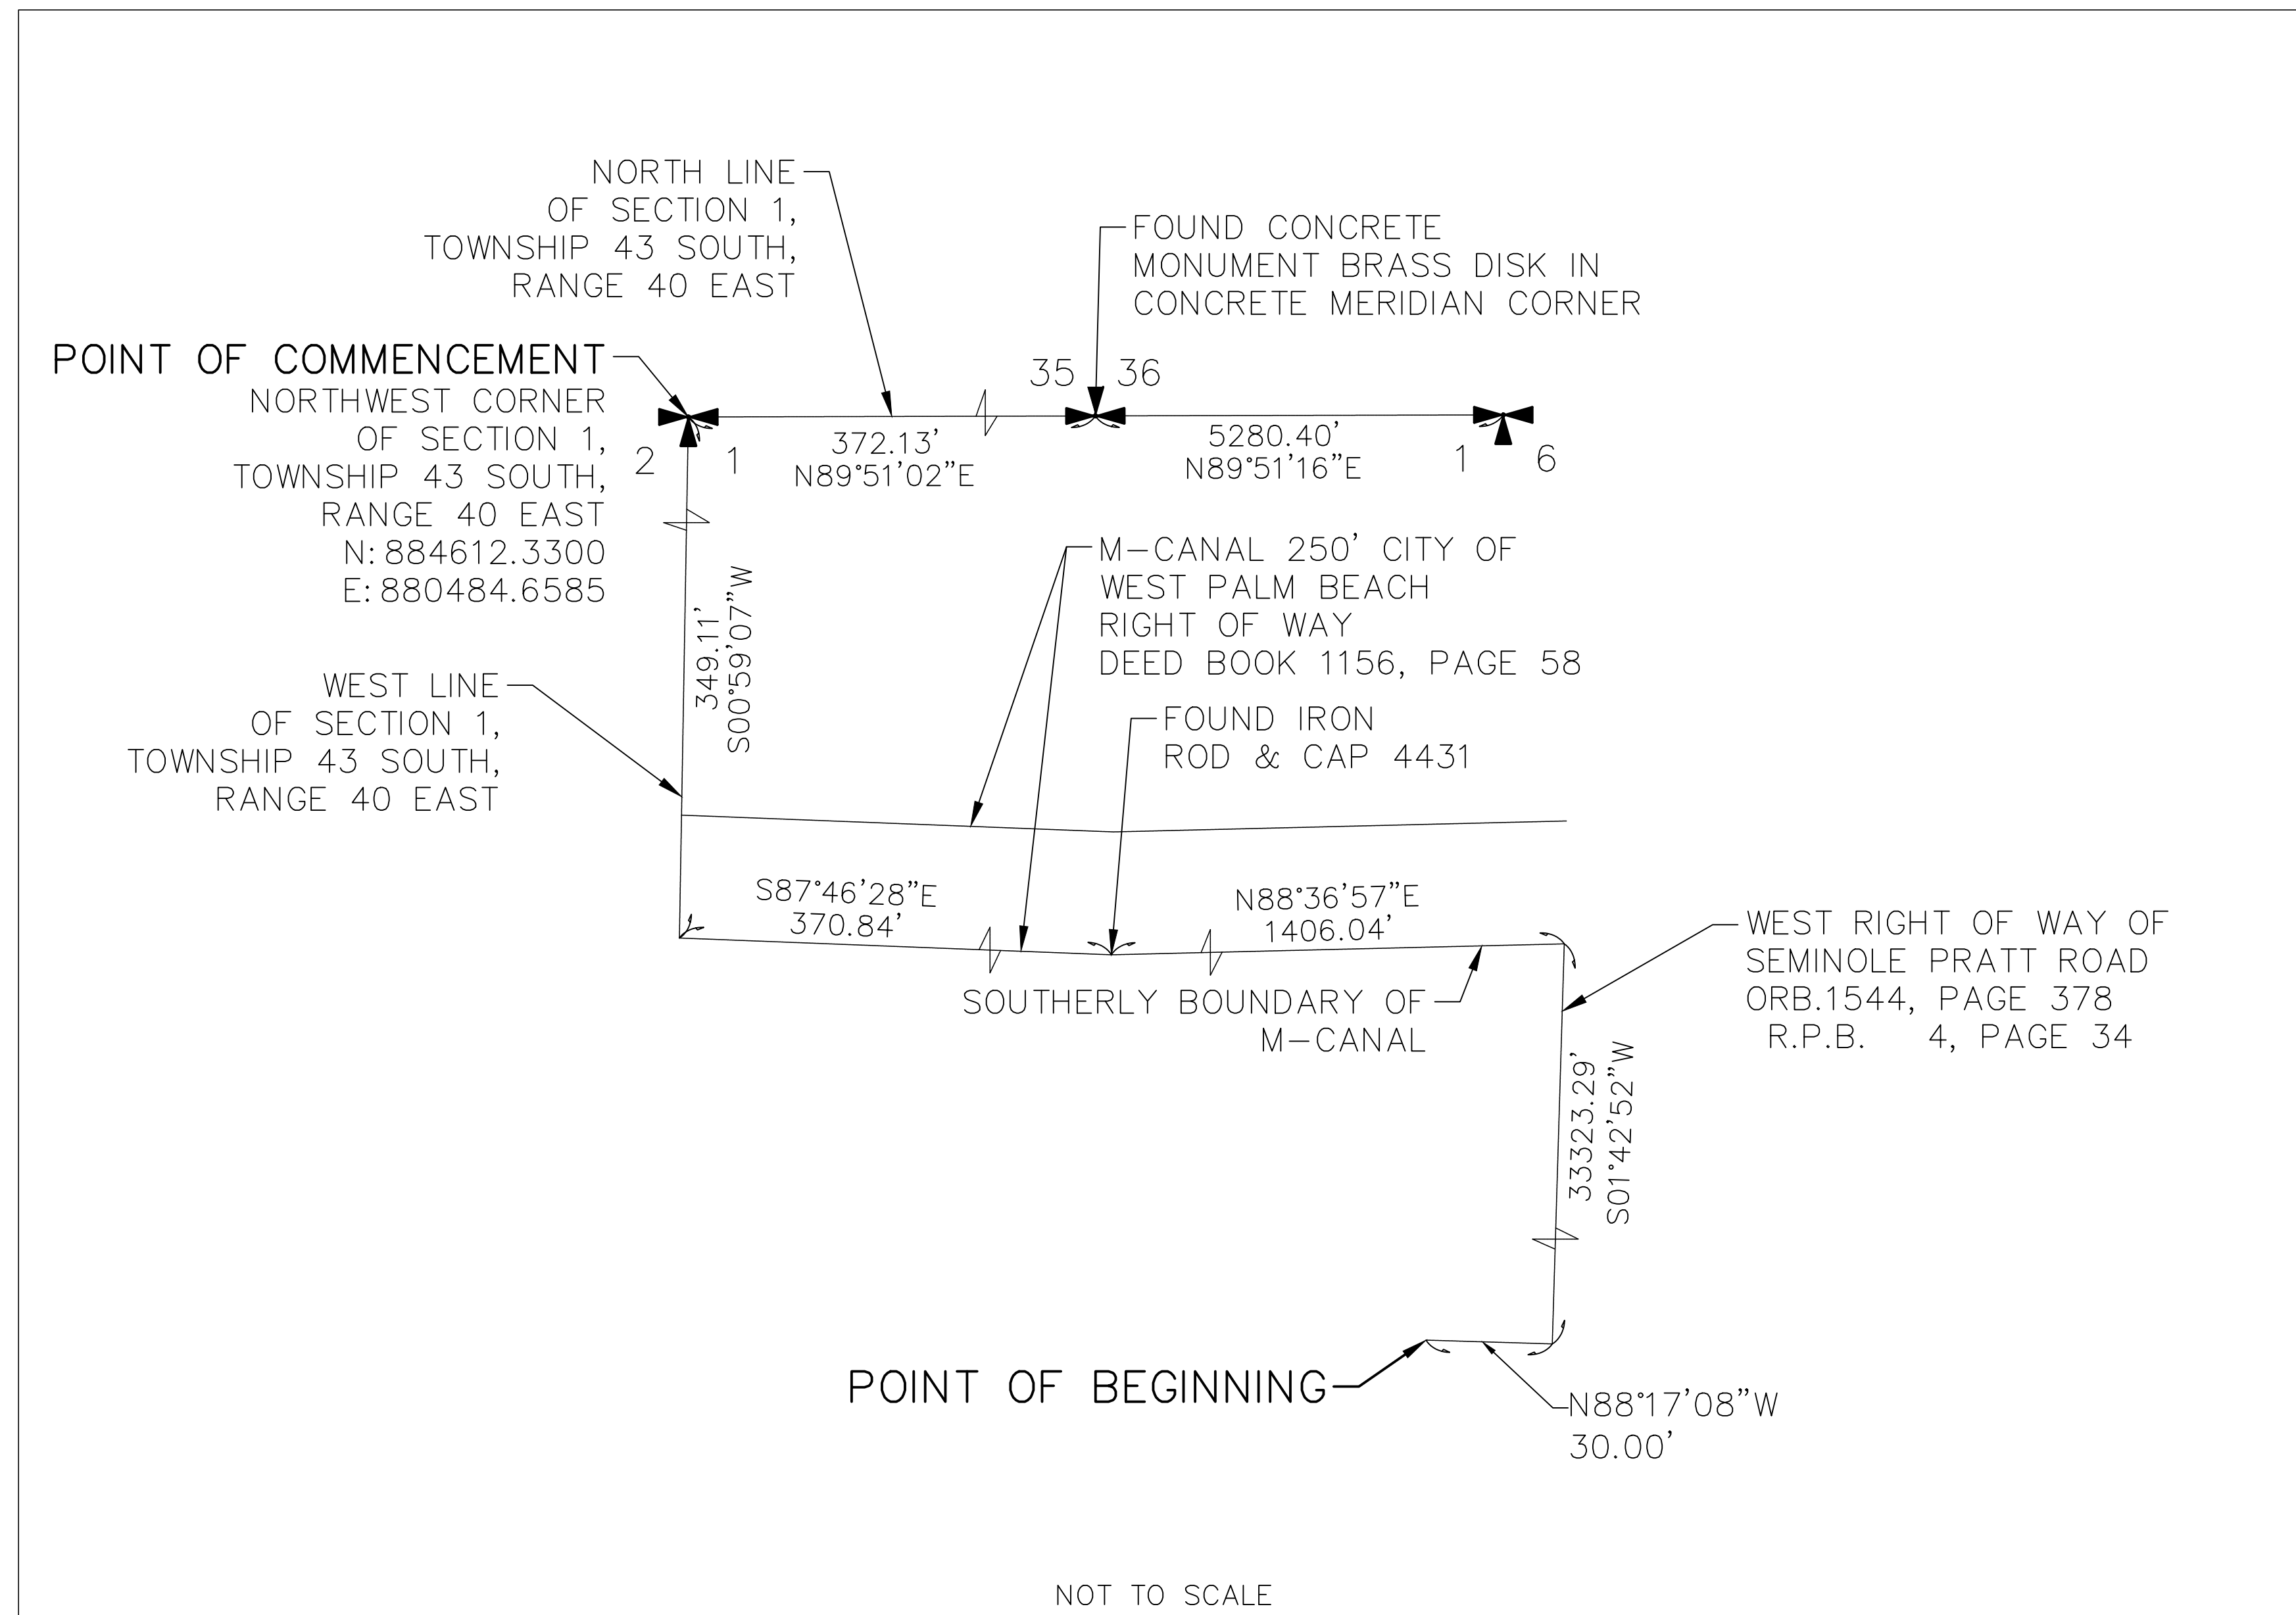 NORTH LINE
OF SECTION 1,
TOWNSHIP 43 SOUTH,
RANGE 40 EAST
FOUND CONCRETE
MONUMENT BRASS DISK IN
CONCRETE MERIDIAN CORNER
POINT OF COMMENCEMENT
NORTHWEST CORNER
OF SECTION 1,
TOWNSHIP 43 SOUTH,
RANGE 40 EAST
N: 884612.3300
E: 880484.6585
35 36
2 1
372.13'
N89°51'02"E
5280.40'
N89°51'16"E
1 6
349.11'
S00°59'07"W
M-CANAL 250' CITY OF
WEST PALM BEACH
RIGHT OF WAY
DEED BOOK 1156, PAGE 58
WEST LINE
OF SECTION 1,
TOWNSHIP 43 SOUTH,
RANGE 40 EAST
FOUND IRON
ROD & CAP 4431
S87°46'28"E
370.84'
N88°36'57"E
1406.04'
SOUTHERLY BOUNDARY OF
M-CANAL
WEST RIGHT OF WAY OF
SEMINOLE PRATT ROAD
ORB.1544, PAGE 378
R.P.B. 4, PAGE 34
33323.29'
S01°42'52"W
POINT OF BEGINNING
N88°17'08"W
30.00'
NOT TO SCALE